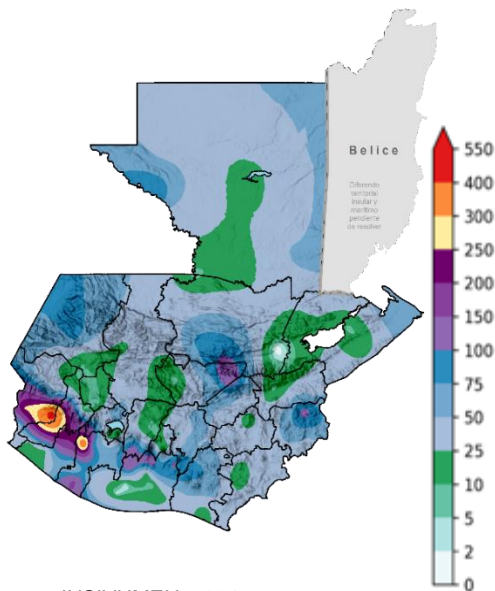 Belice
Diferendo
territorial
insular y
marítimo
pendiente
de resolver
550
400
300
250
200
150
100
75
50
25
10
5
2
0